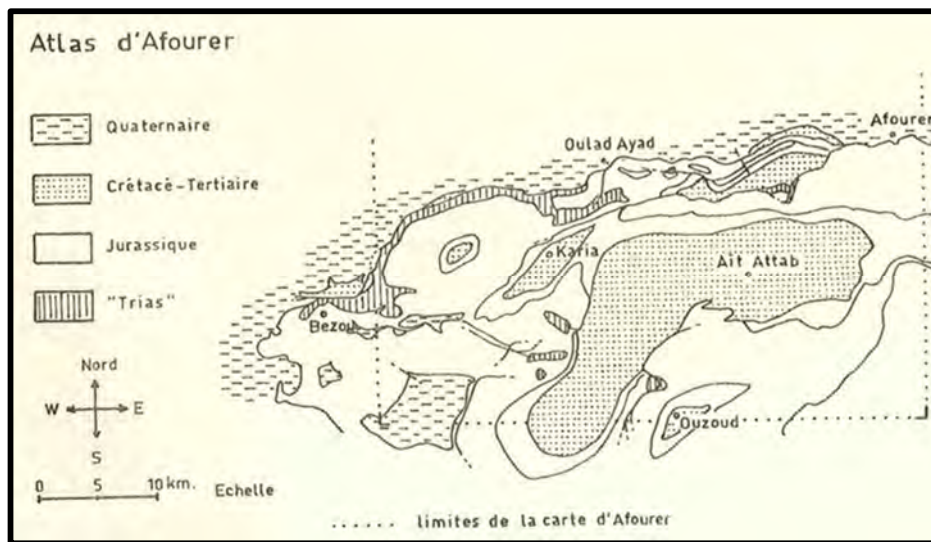 Atlas d'Afourer
Quaternaire
Crétacé-Tertiaire
Jurassique
"Trias"
Nord
W E
S
0 5 10 km. Echelle
Afourer
Oulad Ayad
Karia
Ait Attab
Bezou
Ouzoud
...... limites de la carte d'Afourer